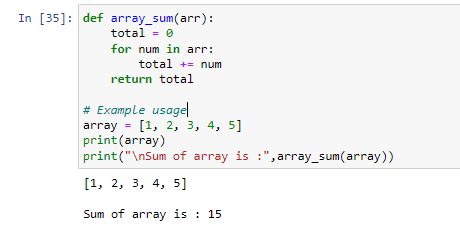 In [35]: def array_sum(arr):
    total = 0
    for num in arr:
        total += num
    return total

# Example usage
array = [1, 2, 3, 4, 5]
print(array)
print("\nSum of array is :",array_sum(array))
[1, 2, 3, 4, 5]

Sum of array is : 15